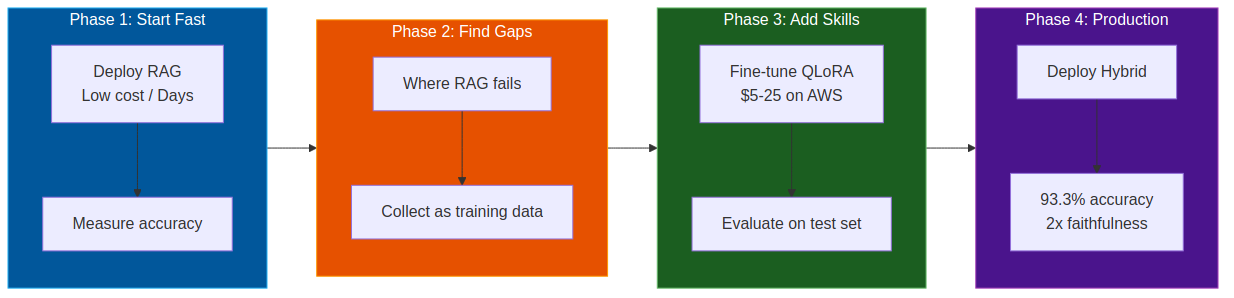 Phase 1: Start Fast
Deploy RAG
Low cost / Days
Measure accuracy
Phase 2: Find Gaps
Where RAG fails
Collect as training data
Phase 3: Add Skills
Fine-tune QLoRA
$5-25 on AWS
Evaluate on test set
Phase 4: Production
Deploy Hybrid
93.3% accuracy
2x faithfulness